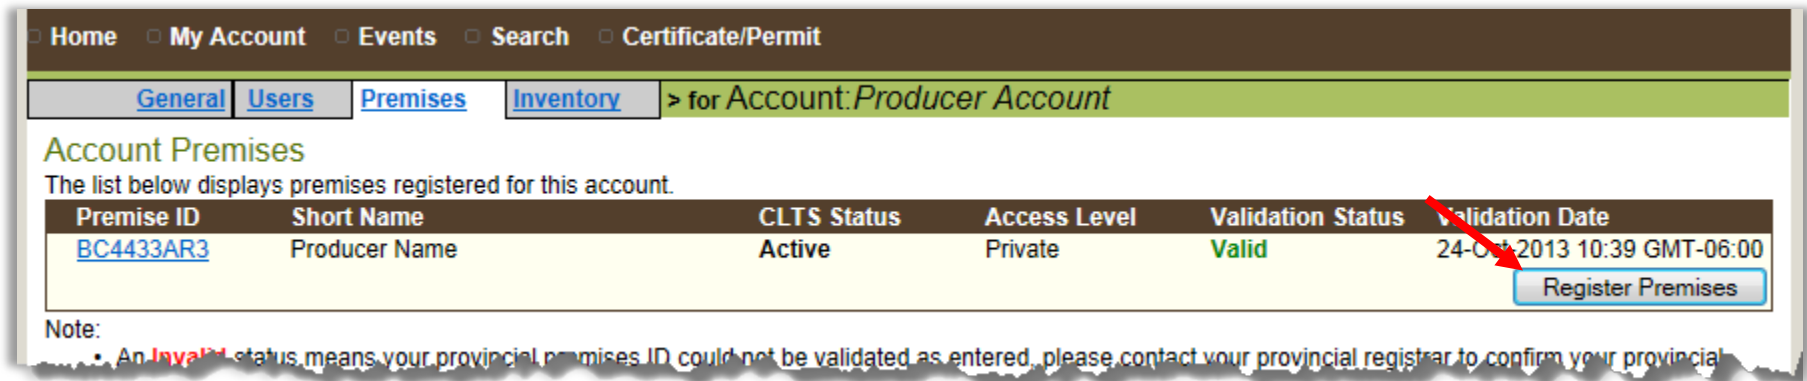 Home My Account Events Search Certificate/Permit
General Users Premises Inventory > for Account:Producer Account
Account Premises
The list below displays premises registered for this account.
Premise ID Short Name CLTS Status Access Level Validation Status Validation Date
BC4433AR3 Producer Name Active Private Valid 24-Oct-2013 10:39 GMT-06:00
Register Premises
Note:
• An Invalid status means your provincial premises ID could not be validated as entered, please contact your provincial registrar to confirm your provincial